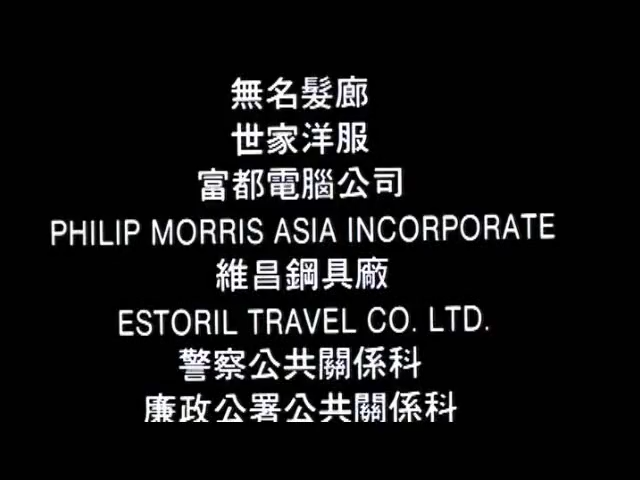 無名髮廊
世家洋服
富都電腦公司
PHILIP MORRIS ASIA INCORPORATE
維昌鋼具廠
ESTORIL TRAVEL CO. LTD.
警察公共關係科
廉政公署公共關係科